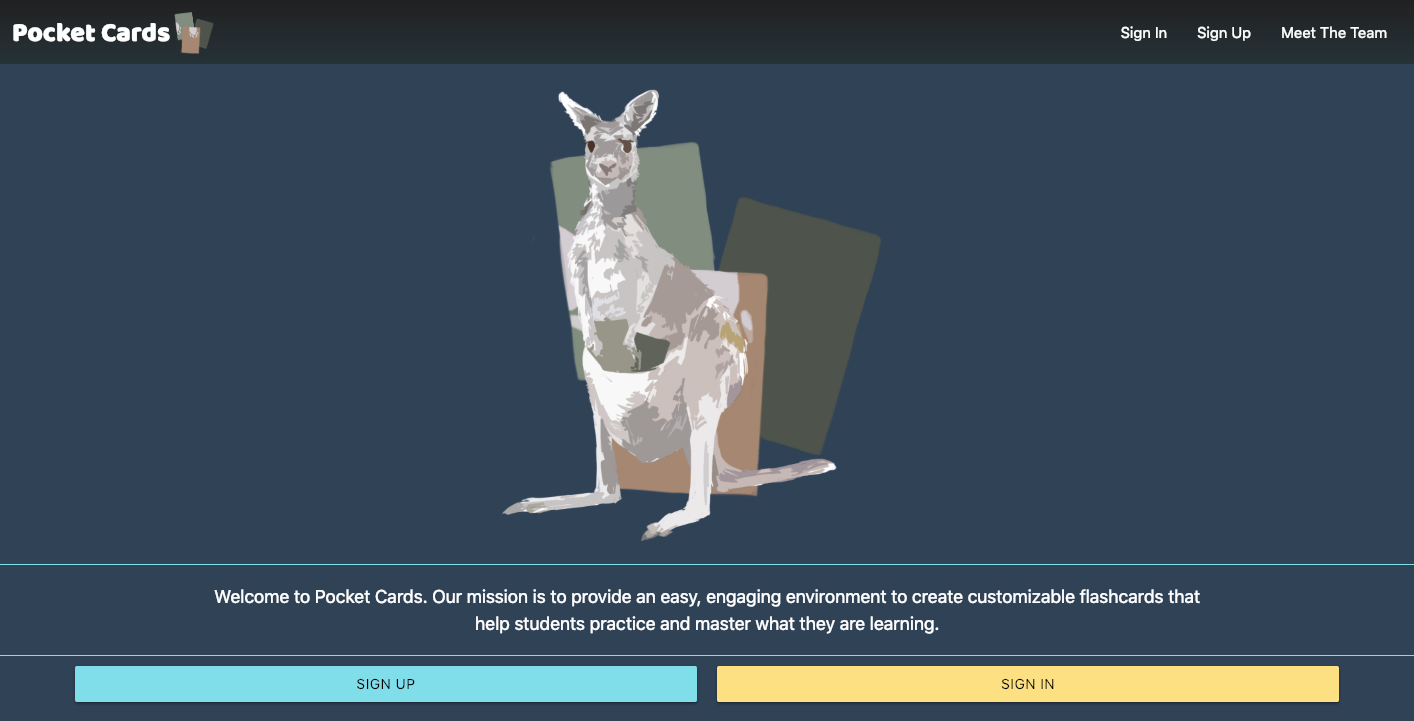 Pocket Cards
Sign In
Sign Up
Meet The Team
Welcome to Pocket Cards. Our mission is to provide an easy, engaging environment to create customizable flashcards that
help students practice and master what they are learning.
SIGN UP
SIGN IN